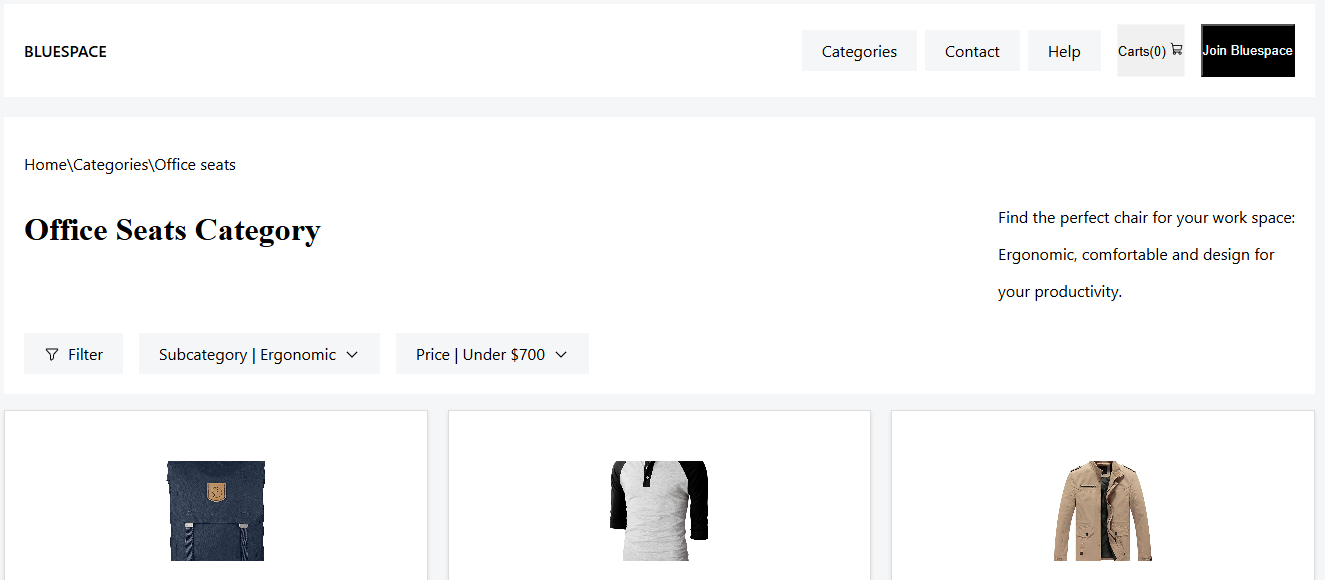 BLUESPACE
Categories
Contact
Help
Carts(0)
Join Bluespace
Home\Categories\Office seats
Office Seats Category
Find the perfect chair for your work space:
Ergonomic, comfortable and design for
your productivity.
Filter
Subcategory | Ergonomic
Price | Under $700